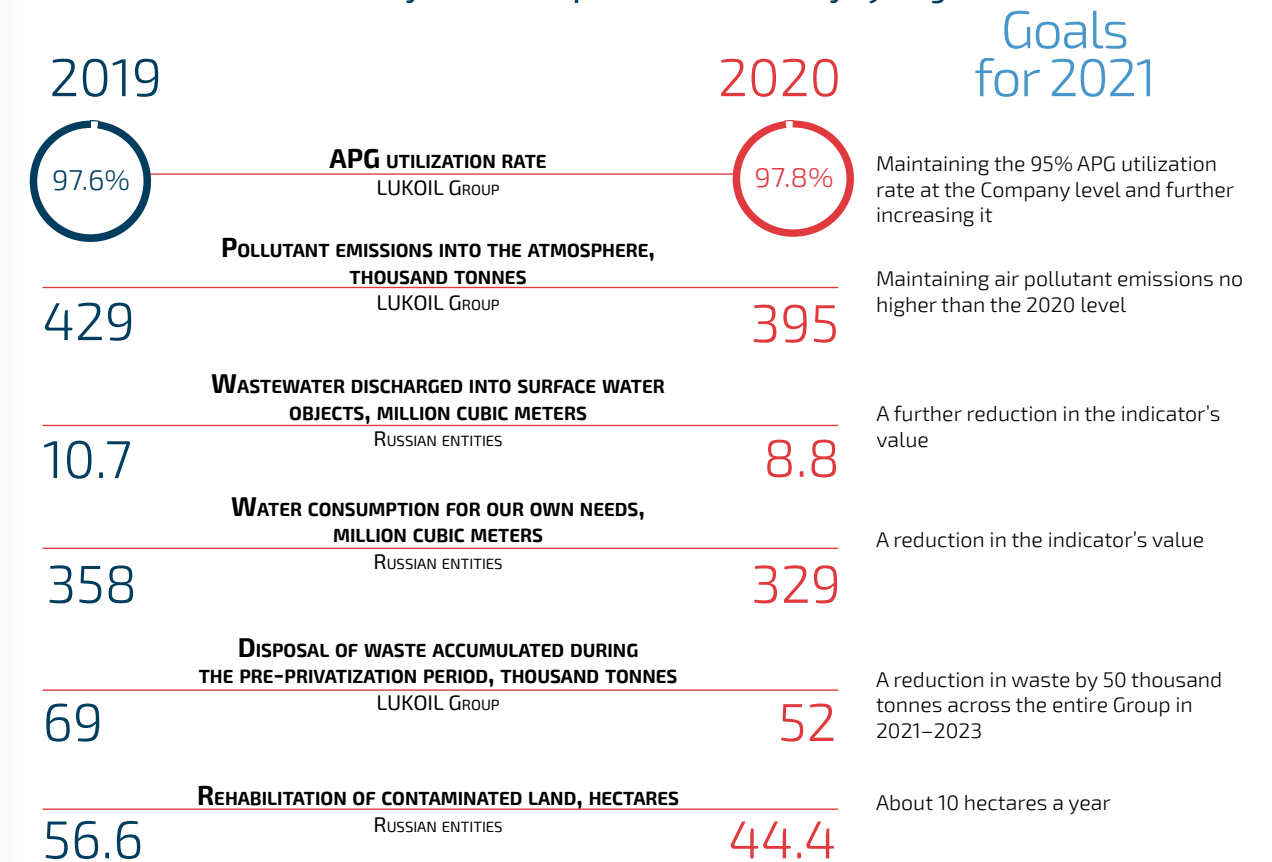 Goals
for 2021
2019
2020
97.6%
APG UTILIZATION RATE
LUKOIL GROUP
97.8%
Maintaining the 95% APG utilization
rate at the Company level and further
increasing it
POLLUTANT EMISSIONS INTO THE ATMOSPHERE,
THOUSAND TONNES
LUKOIL GROUP
429
395
Maintaining air pollutant emissions no
higher than the 2020 level
WASTEWATER DISCHARGED INTO SURFACE WATER
OBJECTS, MILLION CUBIC METERS
RUSSIAN ENTITIES
10.7
8.8
A further reduction in the indicator's
value
WATER CONSUMPTION FOR OUR OWN NEEDS,
MILLION CUBIC METERS
RUSSIAN ENTITIES
358
329
A reduction in the indicator's value
DISPOSAL OF WASTE ACCUMULATED DURING
THE PRE-PRIVATIZATION PERIOD, THOUSAND TONNES
LUKOIL GROUP
69
52
A reduction in waste by 50 thousand
tonnes across the entire Group in
2021–2023
REHABILITATION OF CONTAMINATED LAND, HECTARES
RUSSIAN ENTITIES
56.6
44.4
About 10 hectares a year